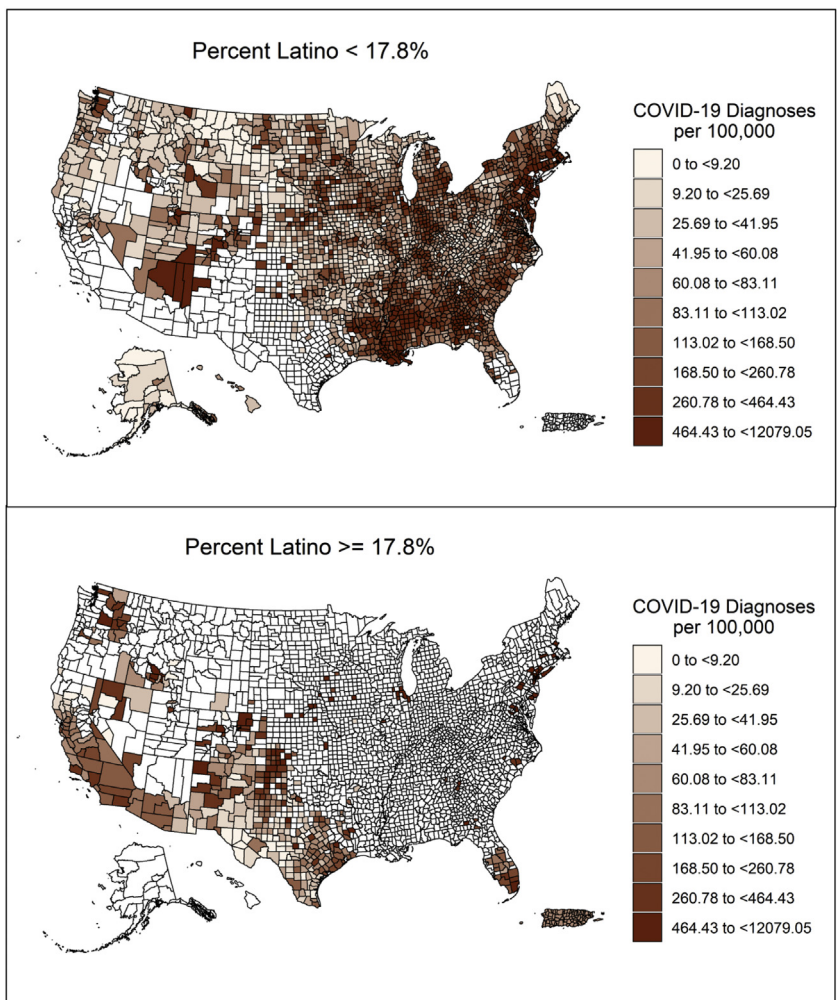 Percent Latino < 17.8%
COVID-19 Diagnoses
per 100,000
0 to <9.20
9.20 to <25.69
25.69 to <41.95
41.95 to <60.08
60.08 to <83.11
83.11 to <113.02
113.02 to <168.50
168.50 to <260.78
260.78 to <464.43
464.43 to <12079.05
Percent Latino >= 17.8%
COVID-19 Diagnoses
per 100,000
0 to <9.20
9.20 to <25.69
25.69 to <41.95
41.95 to <60.08
60.08 to <83.11
83.11 to <113.02
113.02 to <168.50
168.50 to <260.78
260.78 to <464.43
464.43 to <12079.05